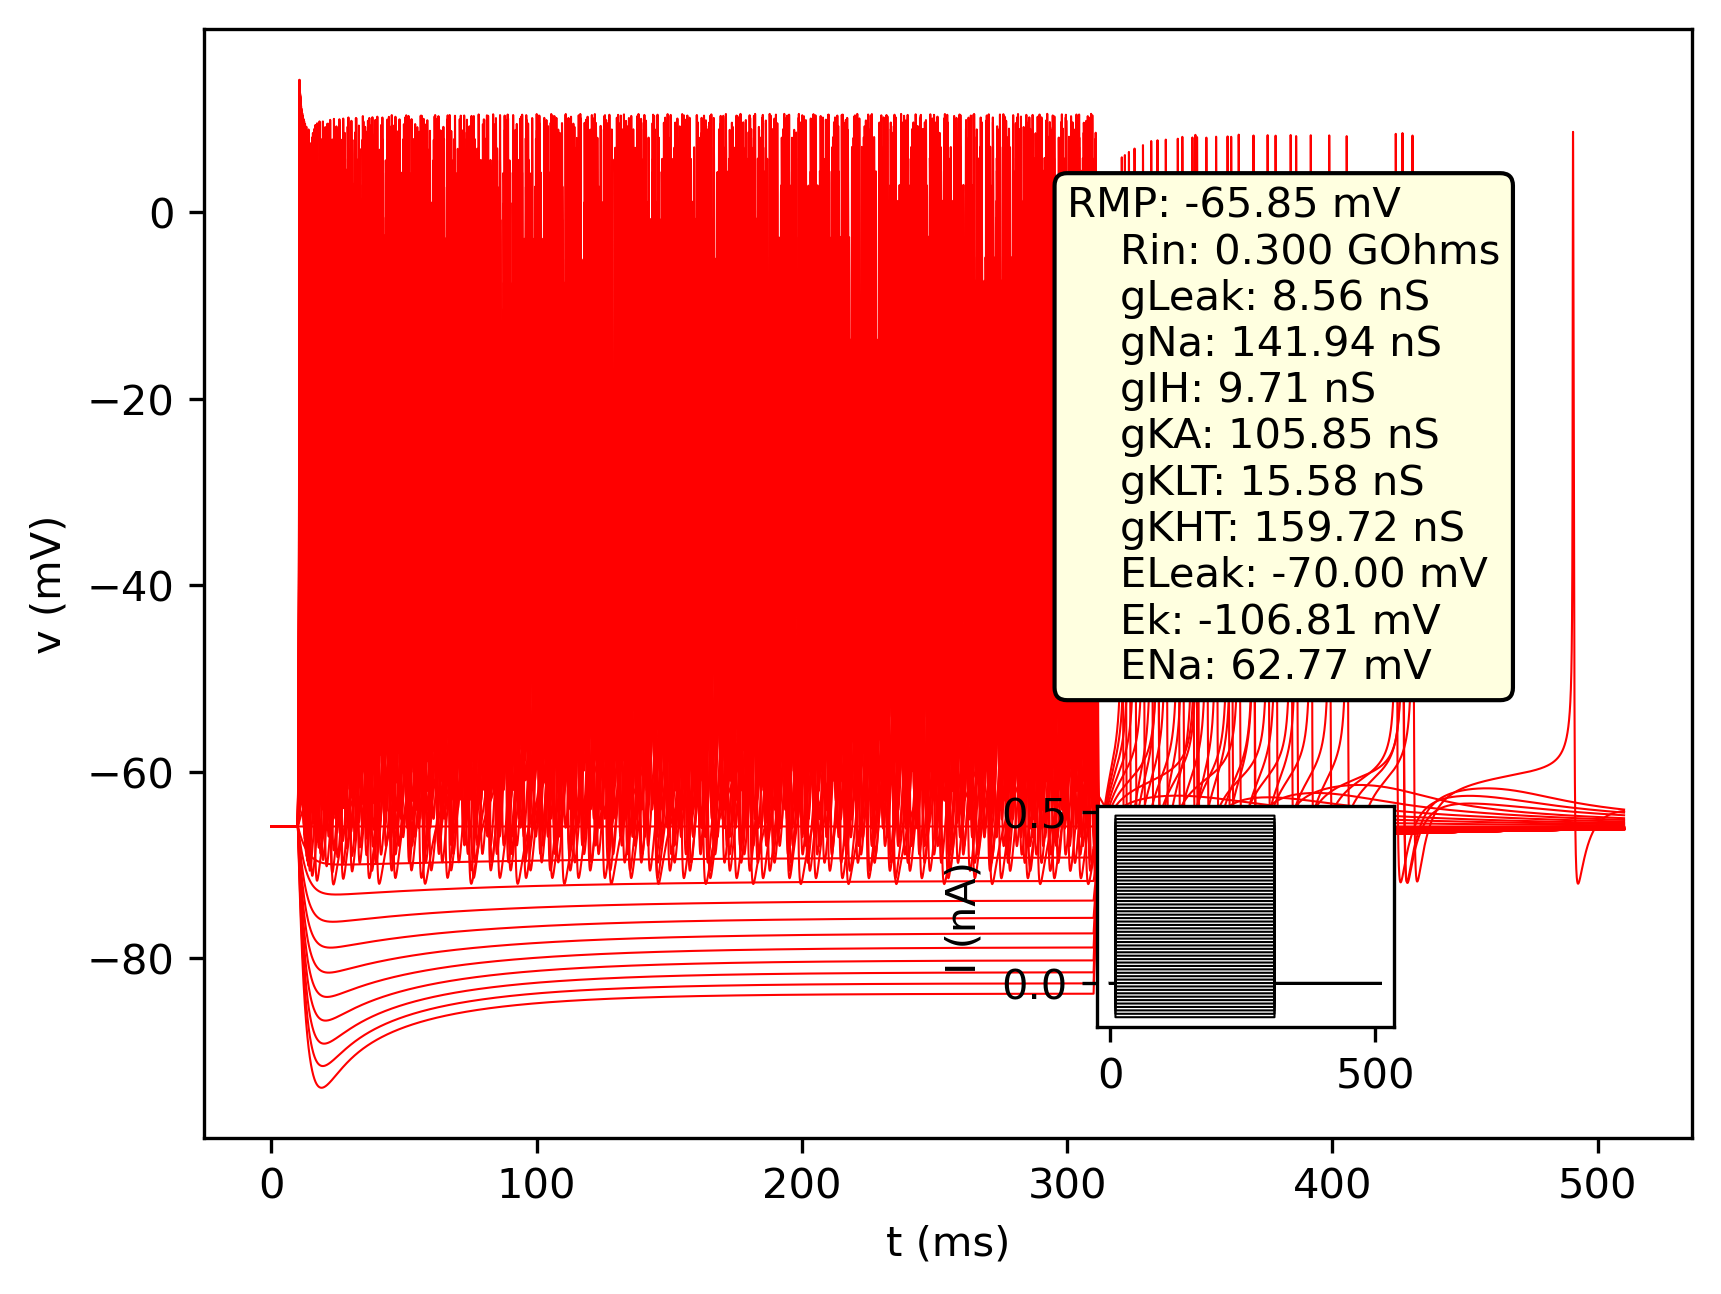 0
−20
−40
−60
−80
v (mV)
RMP: -65.85 mV
Rin: 0.300 GOhms
gLeak: 8.56 nS
gNa: 141.94 nS
gIH: 9.71 nS
gKA: 105.85 nS
gKLT: 15.58 nS
gKHT: 159.72 nS
ELeak: -70.00 mV
Ek: -106.81 mV
ENa: 62.77 mV
0.5
0.0
I (nA)
0 500
0 100 200 300 400 500
t (ms)